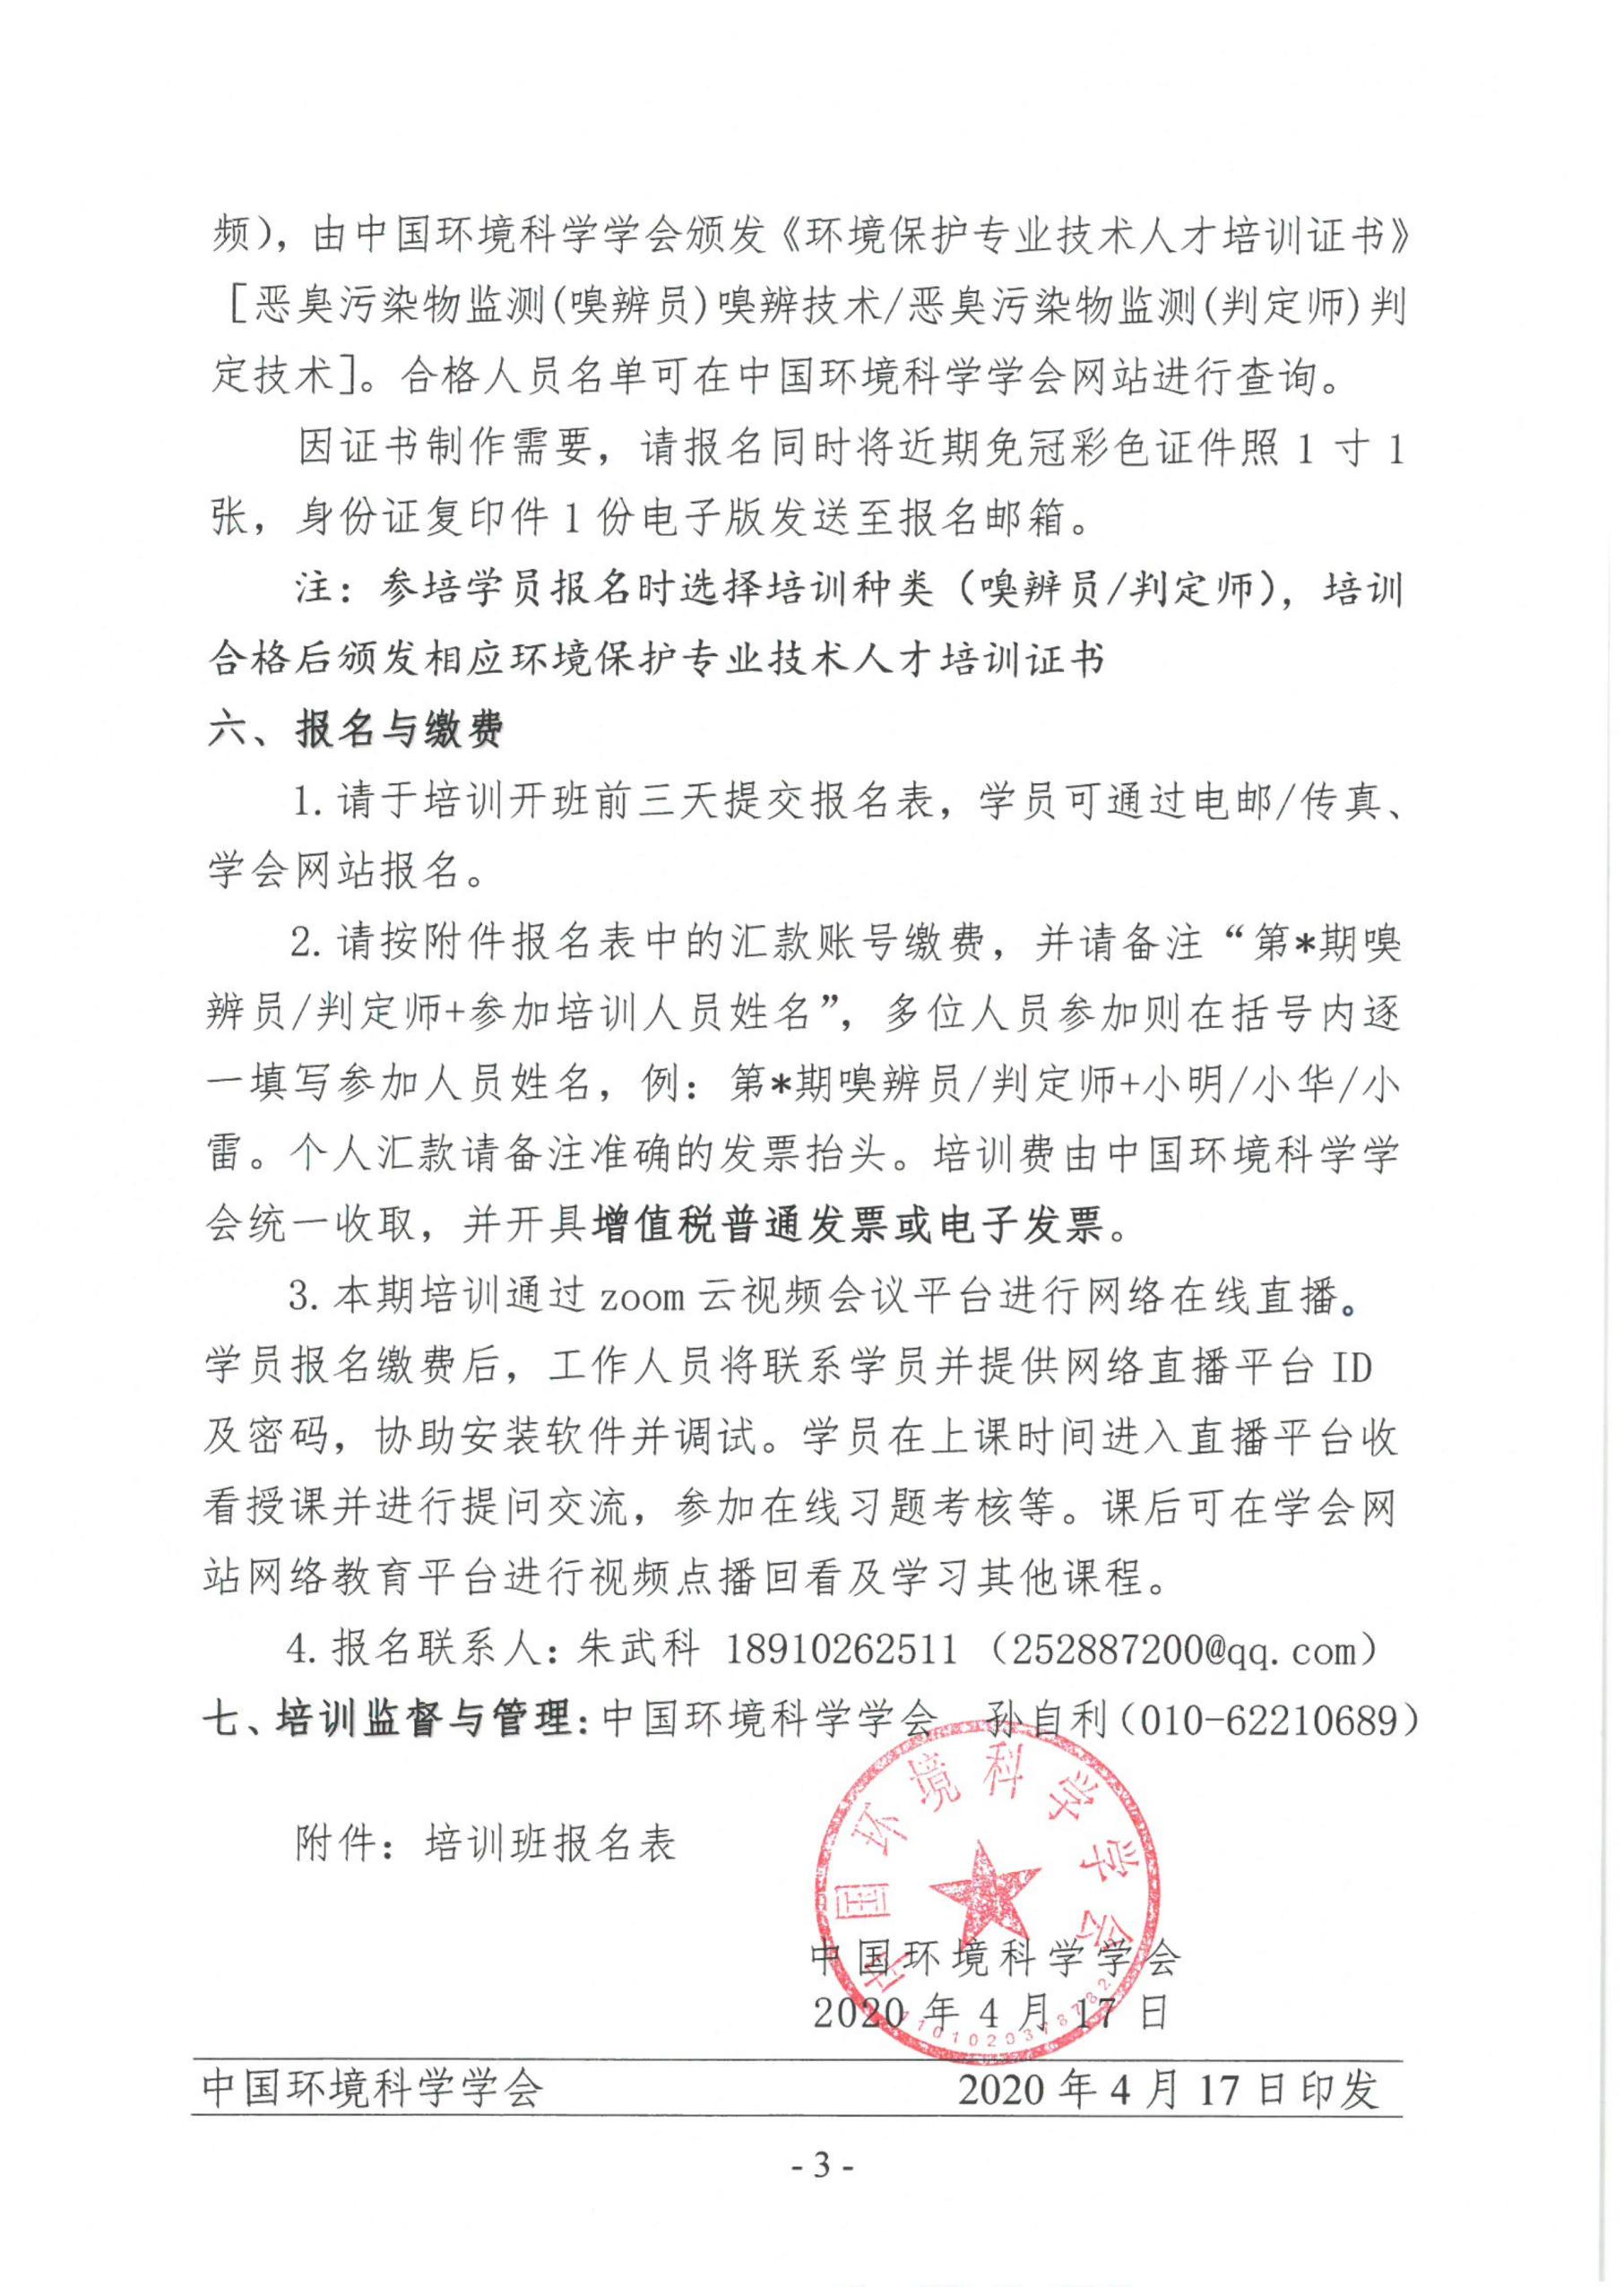 频)，由中国环境科学学会颁发《环境保护专业技术人才培训证书》
[恶臭污染物监测(嗅辨员)嗅辨技术/恶臭污染物监测(判定师)判
定技术]。合格人员名单可在中国环境科学学会网站进行查询。
因证书制作需要，请报名同时将近期免冠彩色证件照 1 寸 1
张，身份证复印件 1 份电子版发送至报名邮箱。
注：参培学员报名时选择培训种类（嗅辨员/判定师），培训
合格后颁发相应环境保护专业技术人才培训证书
六、报名与缴费
1. 请于培训开班前三天提交报名表，学员可通过电邮/传真、
学会网站报名。
2. 请按附件报名表中的汇款账号缴费，并请备注“第*期嗅
辨员/判定师+参加培训人员姓名”，多位人员参加则在括号内逐
一填写参加人员姓名，例：第*期嗅辨员/判定师+小明/小华/小
雷。个人汇款请备注准确的发票抬头。培训费由中国环境科学学
会统一收取，并开具增值税普通发票或电子发票。
3. 本期培训通过 zoom 云视频会议平台进行网络在线直播。
学员报名缴费后，工作人员将联系学员并提供网络直播平台 ID
及密码，协助安装软件并调试。学员在上课时间进入直播平台收
看授课并进行提问交流，参加在线习题考核等。课后可在学会网
站网络教育平台进行视频点播回看及学习其他课程。
4. 报名联系人：朱武科 18910262511 （252887200@qq.com）
七、培训监督与管理：中国环境科学学会 孙自利（010-62210689）
附件：培训班报名表
中国环境科学学会
中国环境科学学会
2020 年 4 月 17 日
中国环境科学学会 2020 年 4 月 17 日印发
- 3 -